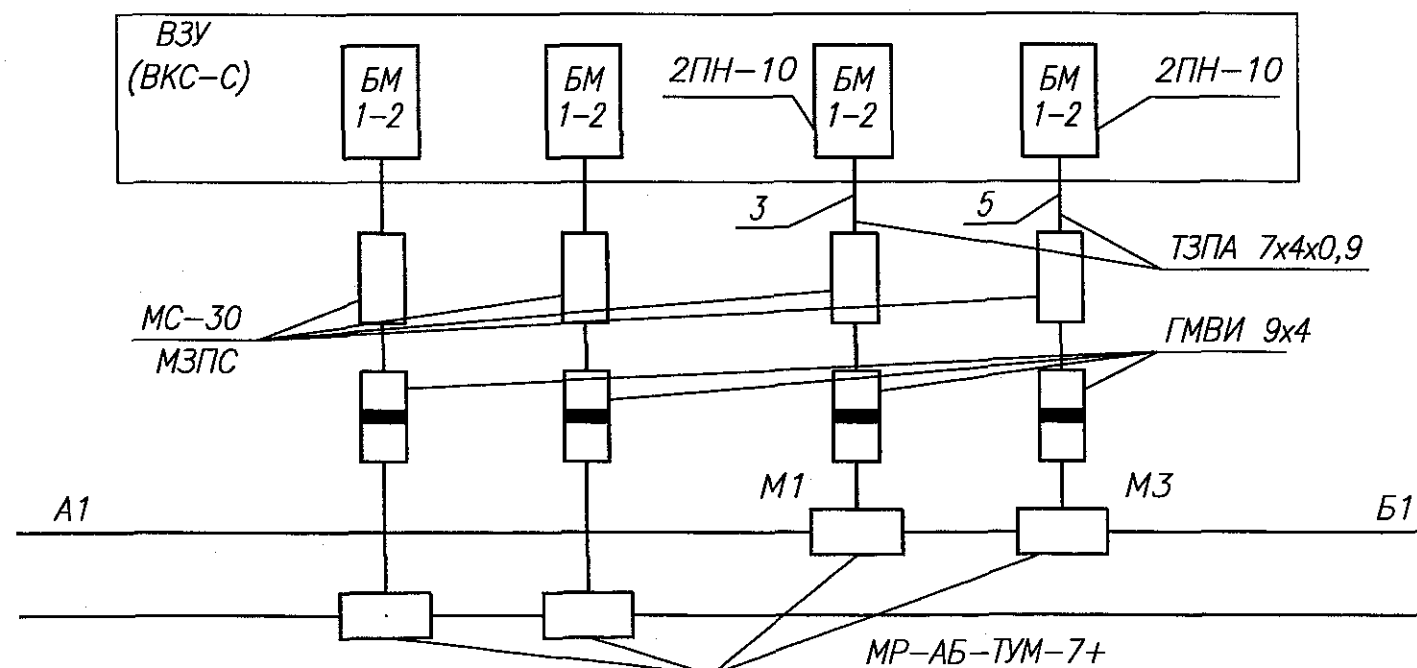 ВЗУ
(ВКС-С)
БМ
1-2
БМ
1-2
2ПН-10
БМ
1-2
БМ
1-2
2ПН-10
3
5
ТЗПА 7х4х0,9
МС-30
МЗПС
ГМВИ 9х4
М1
М3
А1
Б1
МР-АБ-ТУМ-7+